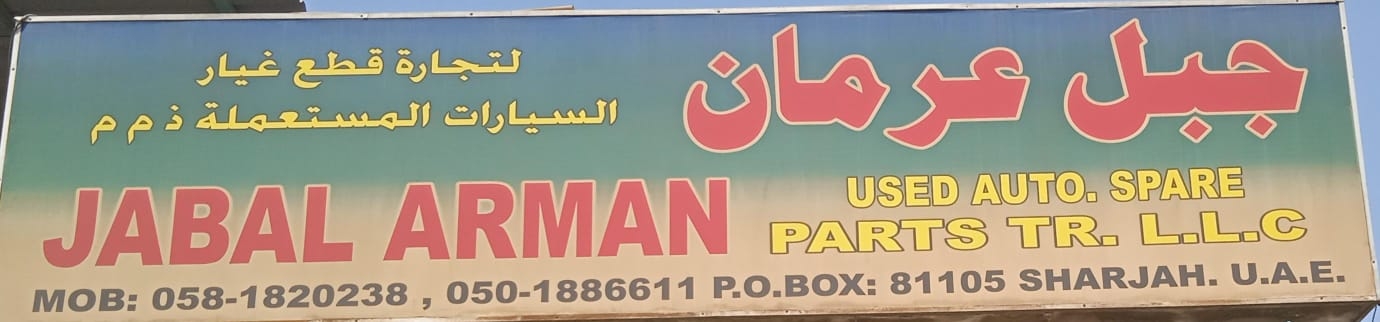 جبل عرمان
لتجارة قطع غيار
السيارات المستعملة ذ م م
JABAL ARMAN
USED AUTO. SPARE
PARTS TR. L.L.C
MOB: 058-1820238 , 050-1886611 P.O.BOX: 81105 SHARJAH. U.A.E.